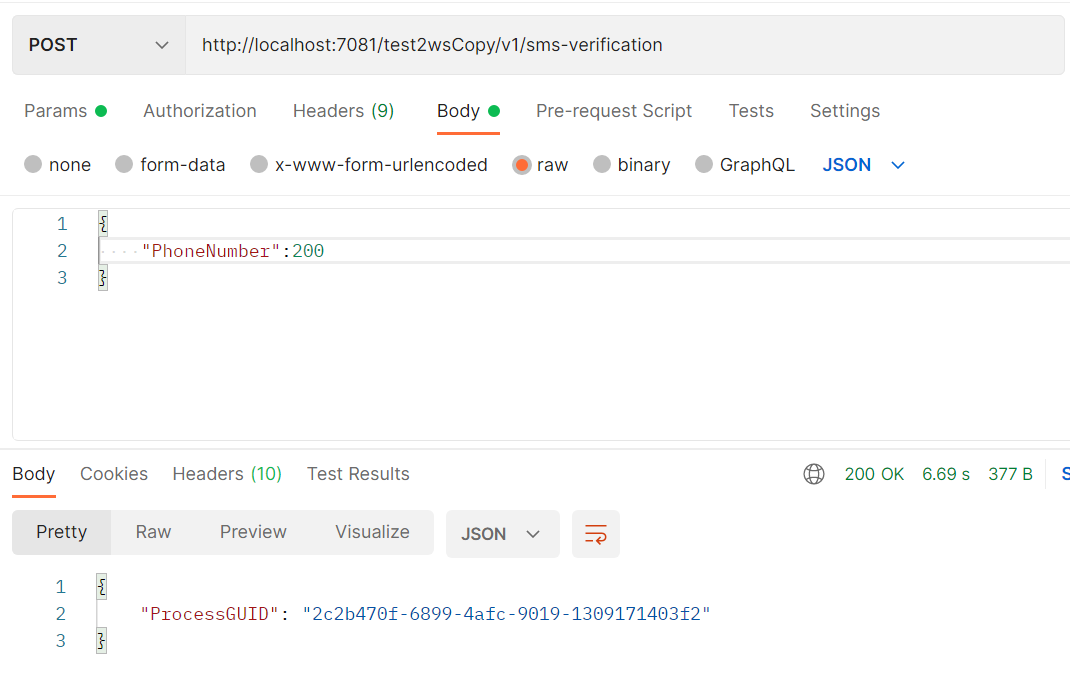 POST http://localhost:7081/test2wsCopy/v1/sms-verification
Params Authorization Headers (9) Body Pre-request Script Tests Settings
none form-data x-www-form-urlencoded raw binary GraphQL JSON
1 {
2 ····"PhoneNumber":200
3 }
Body Cookies Headers (10) Test Results 200 OK 6.69 s 377 B S
Pretty Raw Preview Visualize JSON
1 {
2 "ProcessGUID": "2c2b470f-6899-4afc-9019-1309171403f2"
3 }